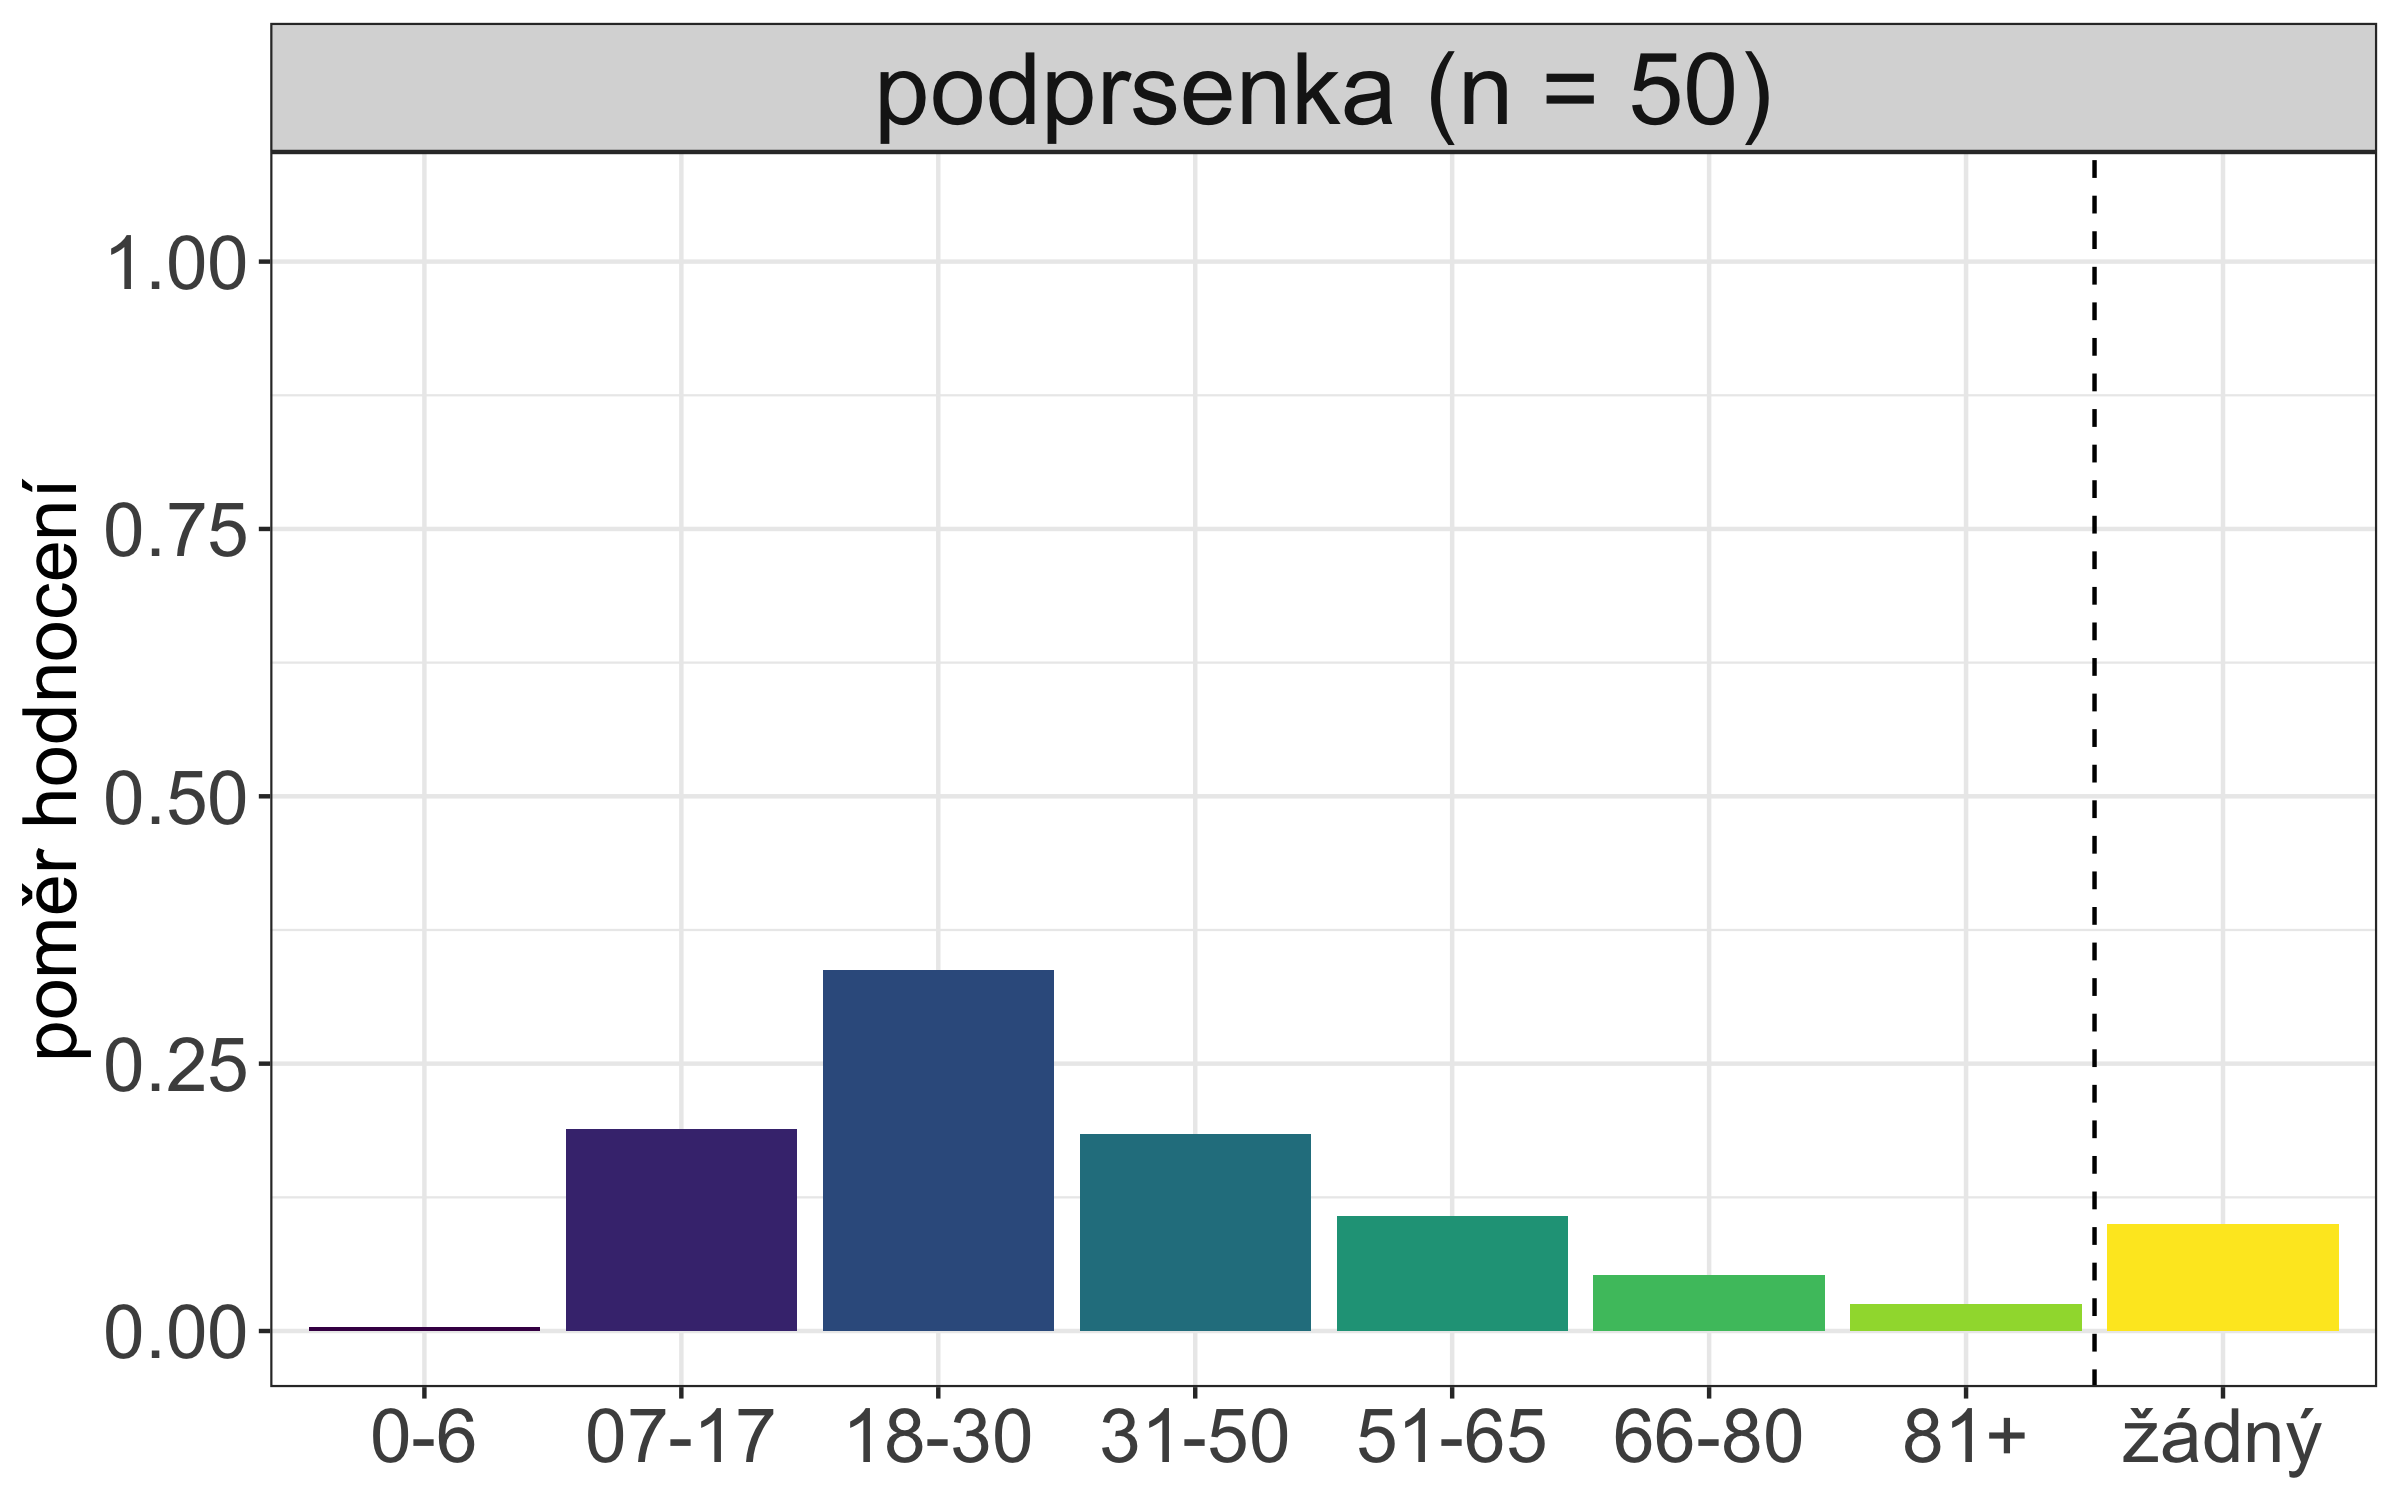 podprsenka (n = 50)
poměr hodnocení
1.00
0.75
0.50
0.25
0.00
0-6 07-17 18-30 31-50 51-65 66-80 81+ žádný